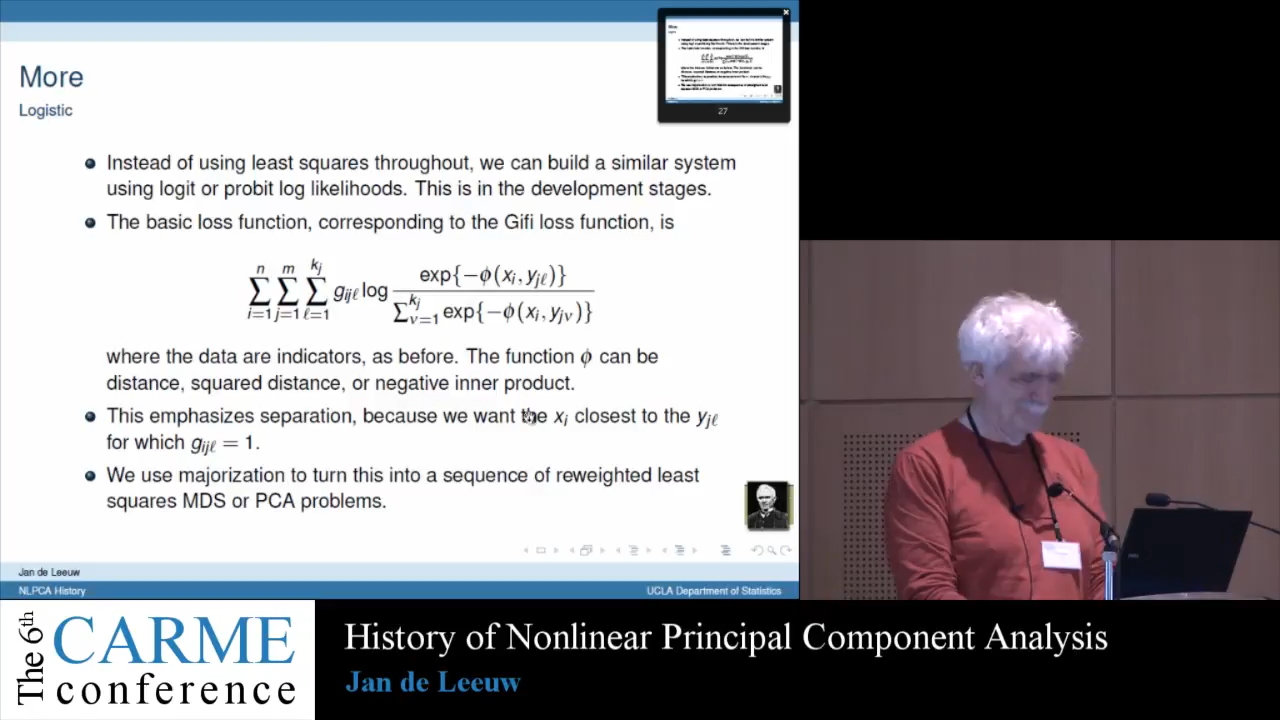 More
Logistic
27
Instead of using least squares throughout, we can build a similar system
using logit or probit log likelihoods. This is in the development stages.
The basic loss function, corresponding to the Gifi loss function, is
∑_{i=1}^{n} ∑_{j=1}^{m} ∑_{ℓ=1}^{k_j} g_{ijℓ} log exp{−ϕ(x_i, y_{jℓ})} / ∑_{ν=1}^{k_j} exp{−ϕ(x_i, y_{jν})}
where the data are indicators, as before. The function ϕ can be
distance, squared distance, or negative inner product.
This emphasizes separation, because we want the x_i closest to the y_{jℓ}
for which g_{ijℓ} = 1.
We use majorization to turn this into a sequence of reweighted least
squares MDS or PCA problems.
Jan de Leeuw
NLPCA History
UCLA Department of Statistics
The 6th
CARME
conference
History of Nonlinear Principal Component Analysis
Jan de Leeuw